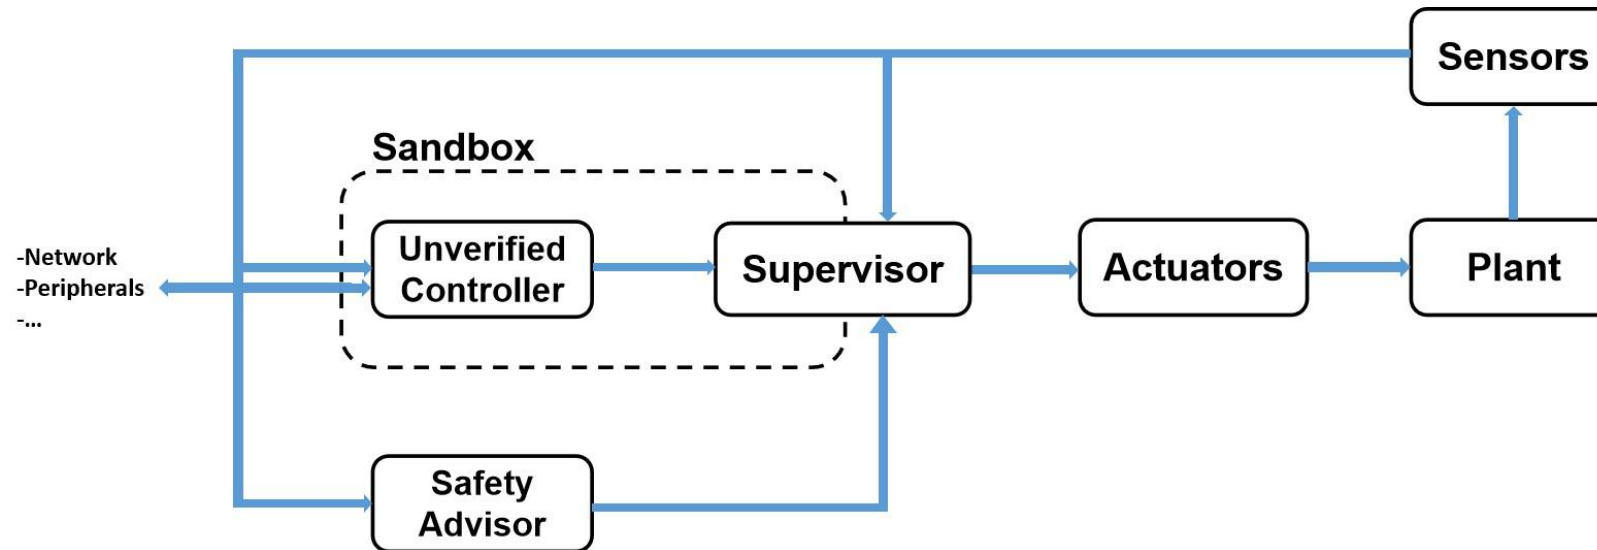 Sensors
Sandbox
Unverified
Controller
Supervisor
Actuators
Plant
-Network
-Peripherals
-...
Safety
Advisor